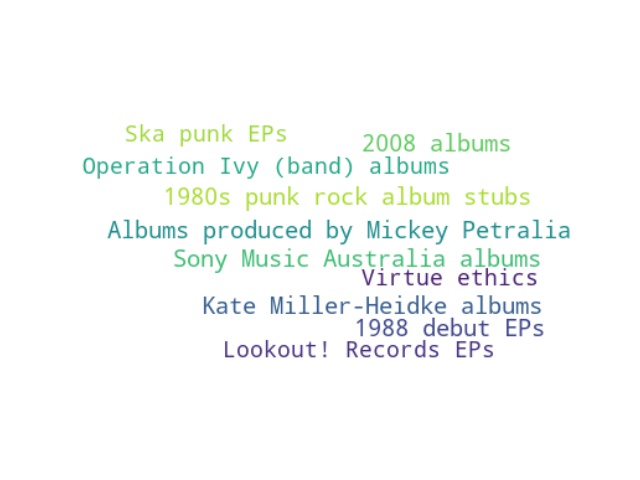 Ska punk EPs
2008 albums
Operation Ivy (band) albums
1980s punk rock album stubs
Albums produced by Mickey Petralia
Sony Music Australia albums
Virtue ethics
Kate Miller-Heidke albums
1988 debut EPs
Lookout! Records EPs